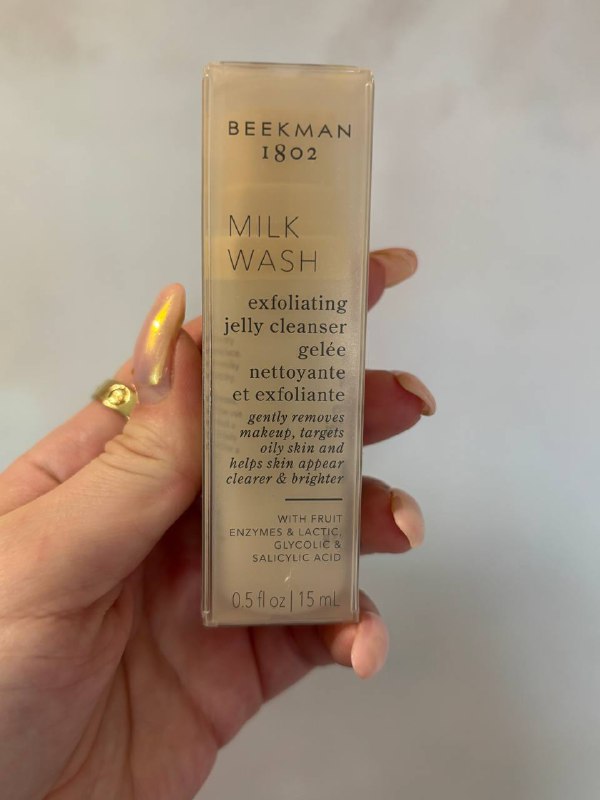 BEEKMAN
1802
MILK
WASH
exfoliating
jelly cleanser
gelée
nettoyante
et exfoliante
gently removes
makeup, targets
oily skin and
helps skin appear
clearer & brighter
WITH FRUIT
ENZYMES & LACTIC,
GLYCOLIC &
SALICYLIC ACID
0.5 fl oz | 15 mL